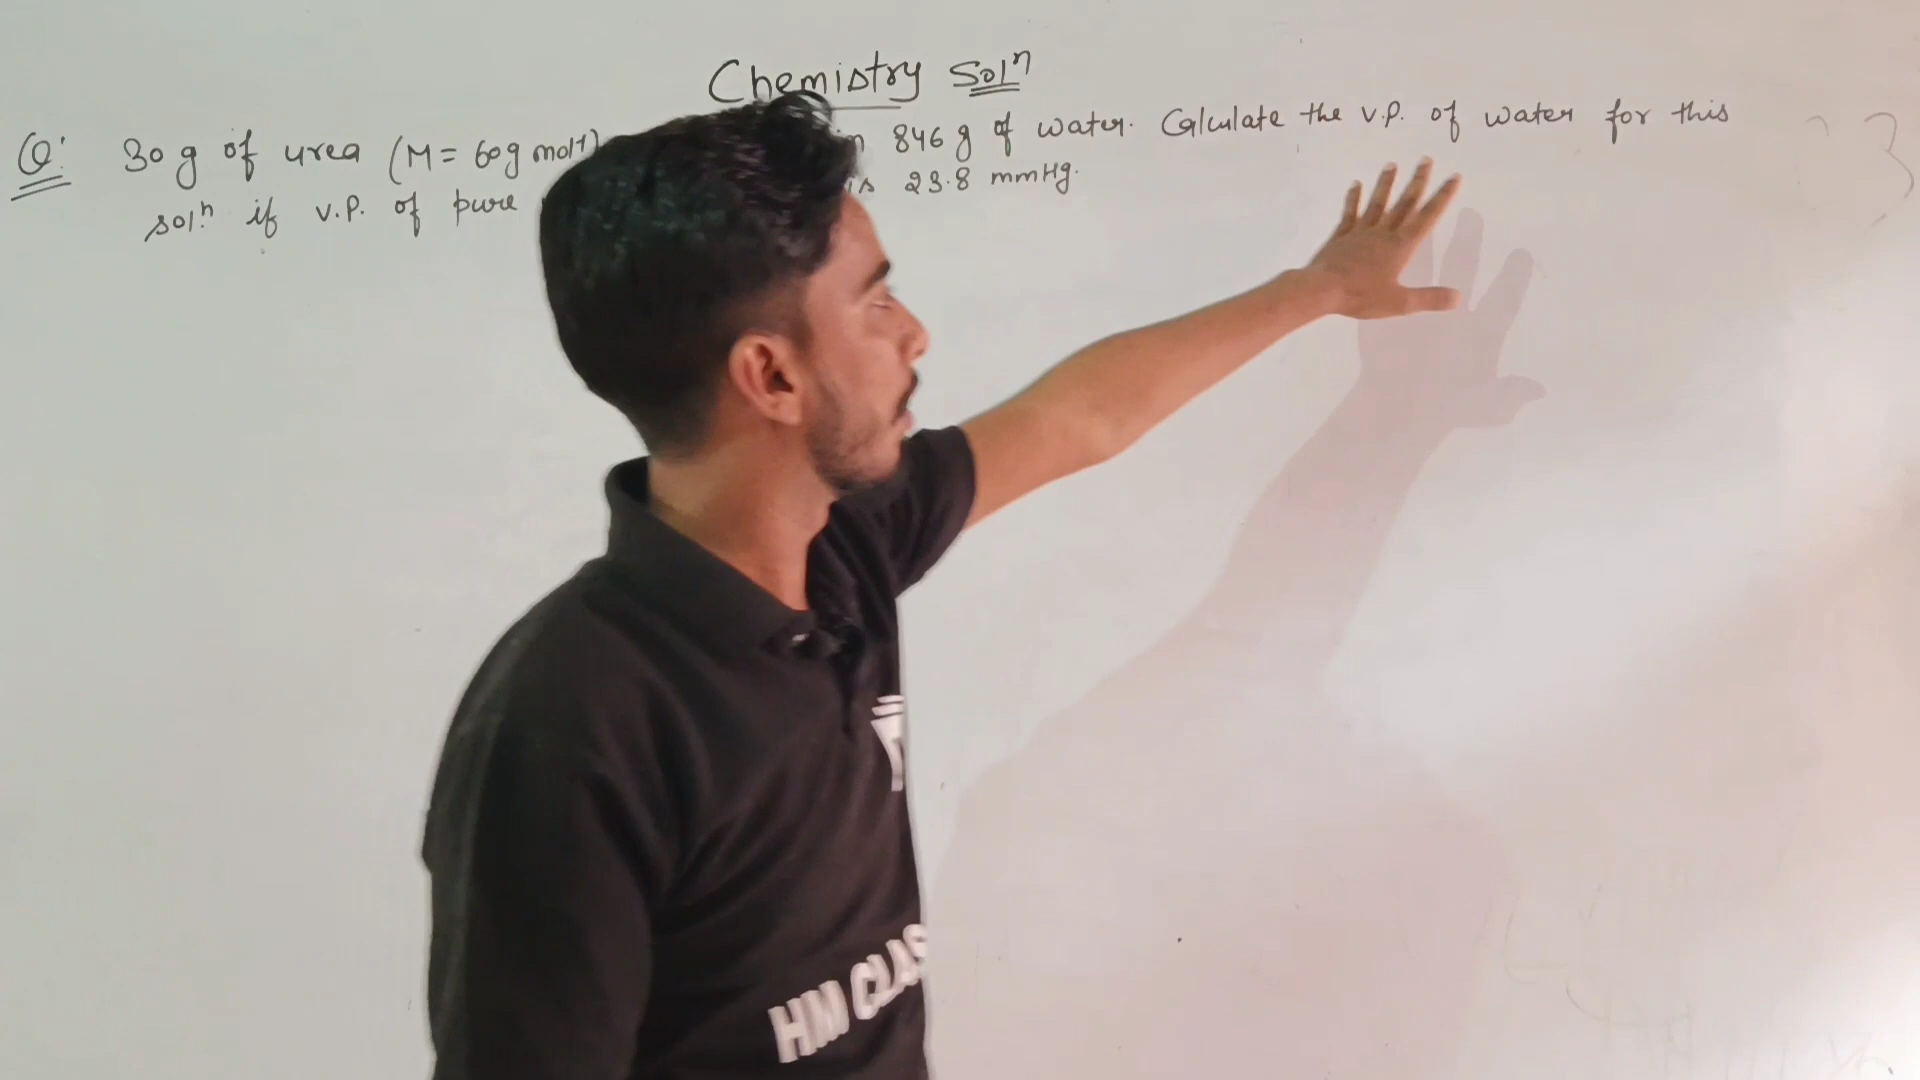 Chemistry Solⁿ
Q: 30 g of urea (M = 60 g mol⁻¹) 846 g of water. Calculate the v.p. of water for this
solⁿ. if v.p. of pure is 23.8 mmHg.
HM CLAS